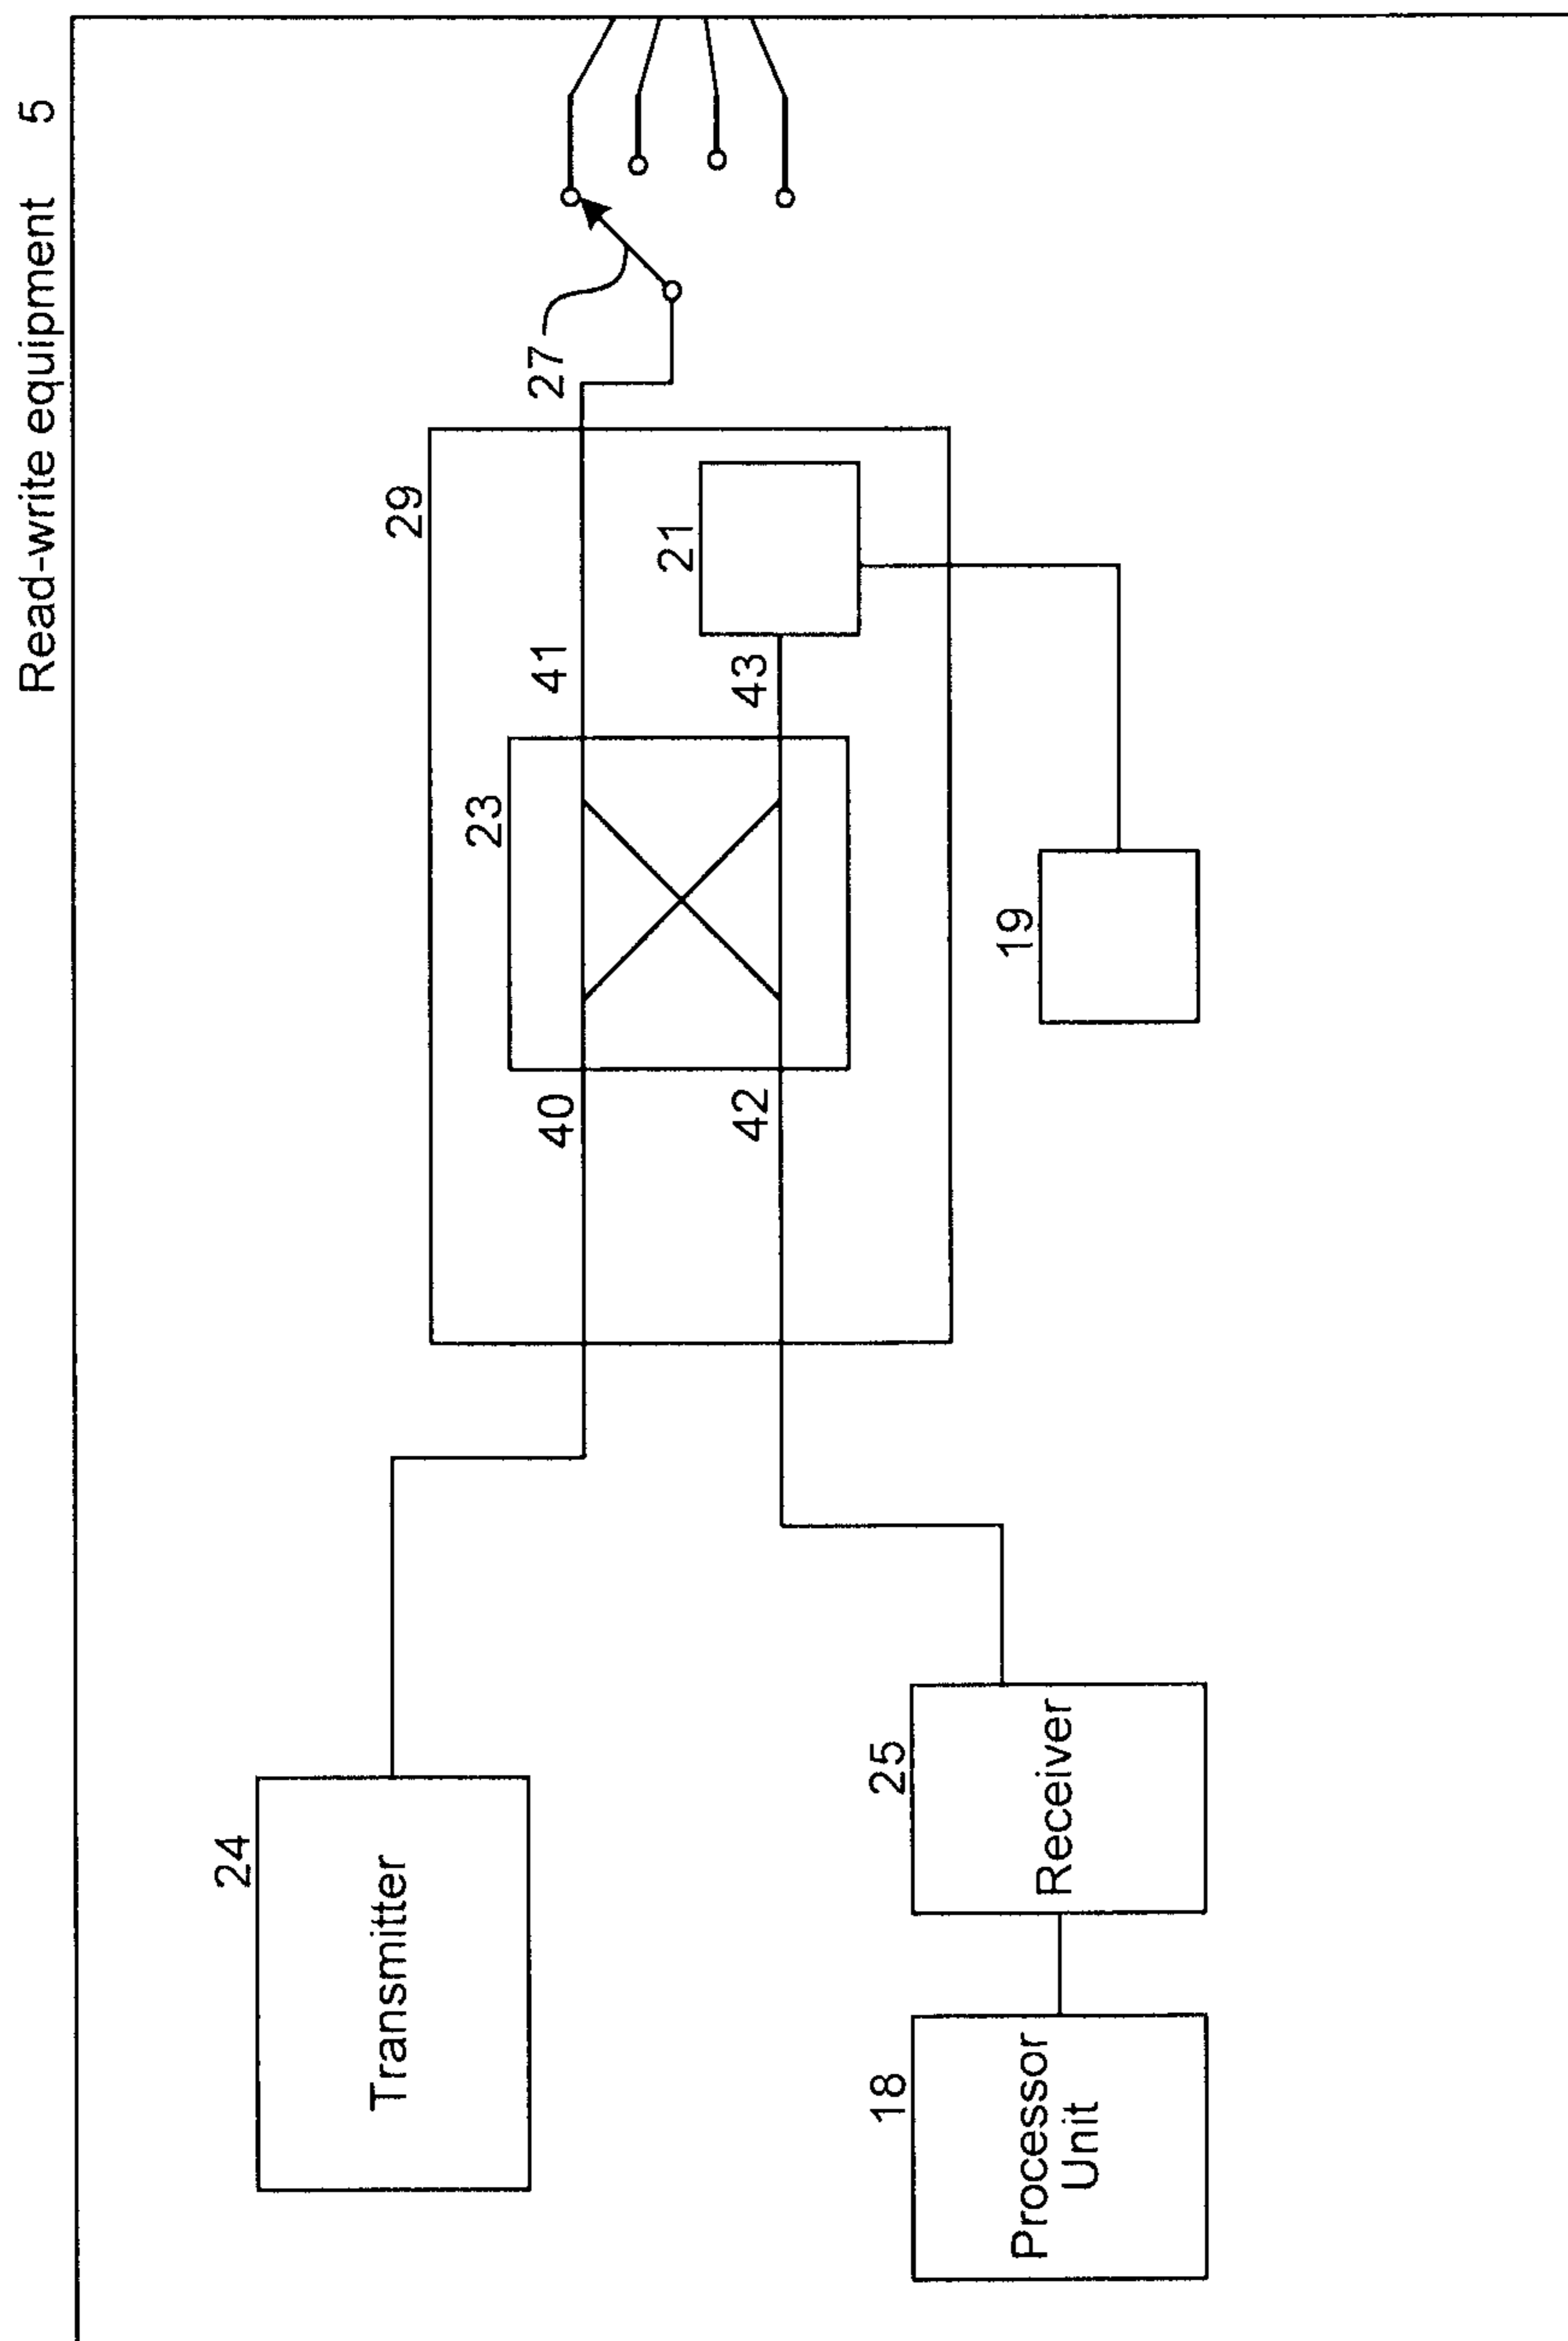 Read-write equipment 5
27
29
21
41
43
23
19
40
42
24
Transmitter
25
Receiver
18
Processor
Unit